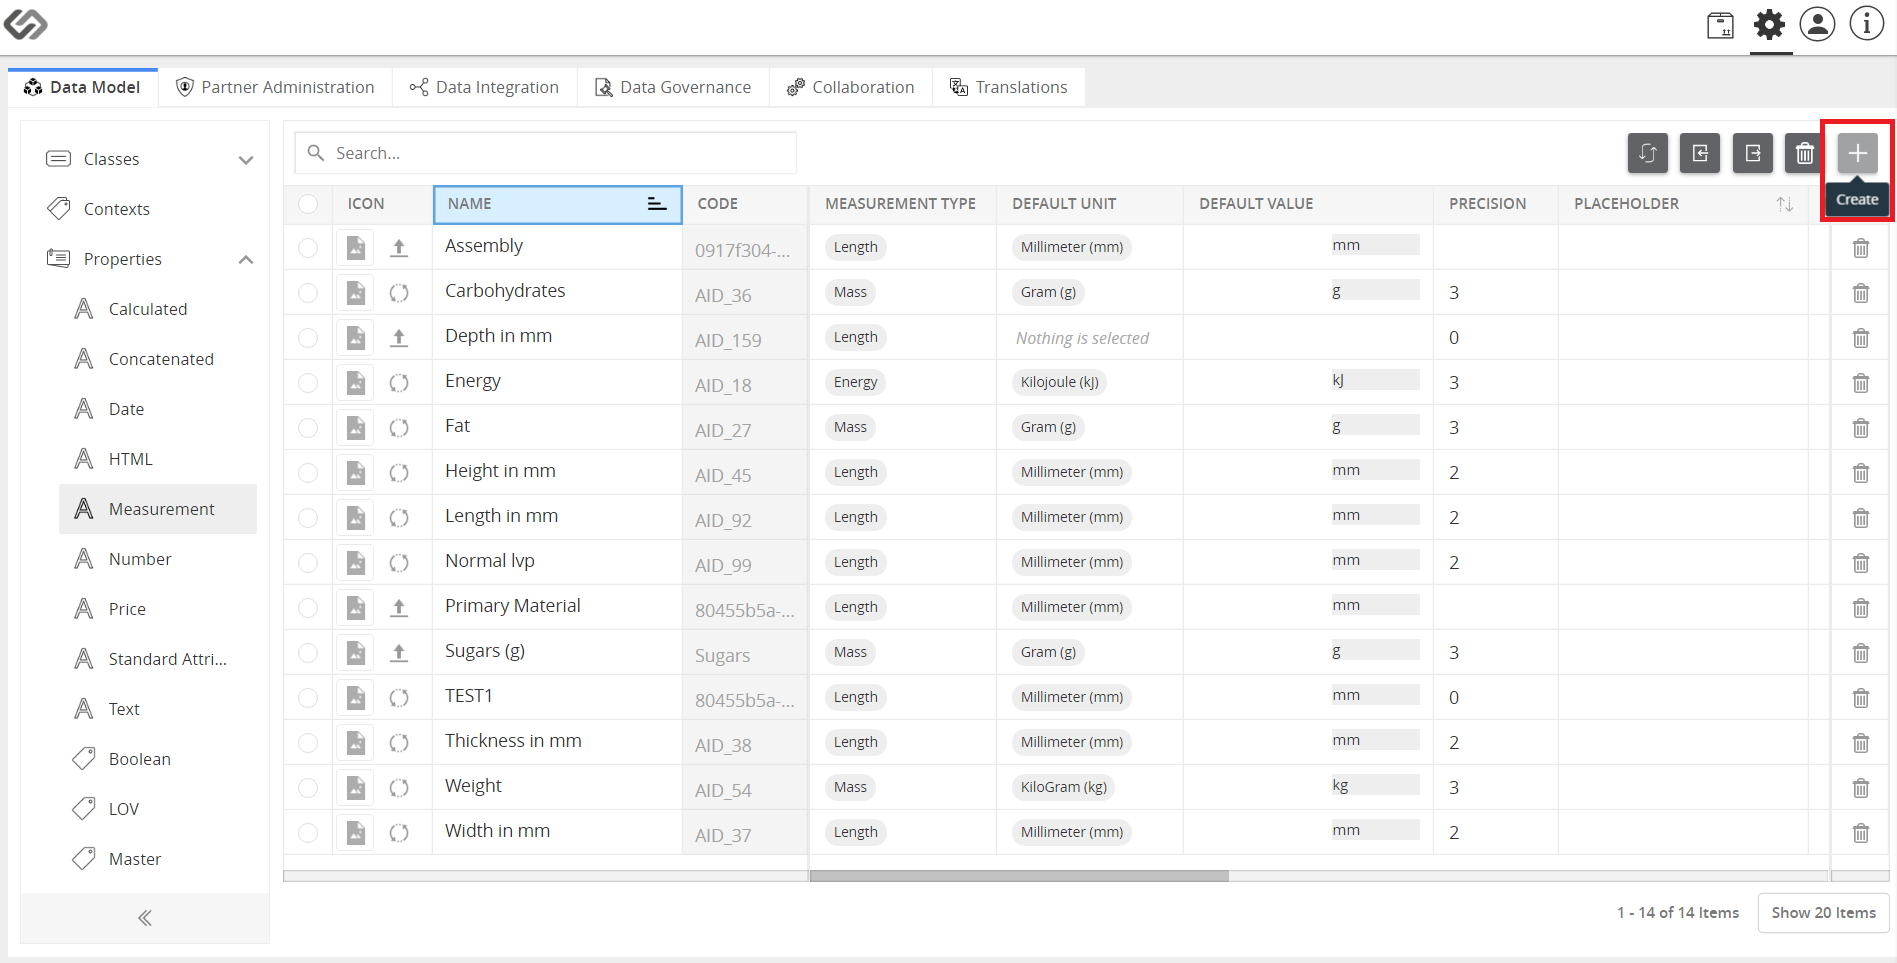 Data Model Partner Administration Data Integration Data Governance Collaboration Translations
Search...
Create
Classes
Contexts
Properties
Calculated
Concatenated
Date
HTML
Measurement
Number
Price
Standard Attri...
Text
Boolean
LOV
Master
ICON NAME CODE MEASUREMENT TYPE DEFAULT UNIT DEFAULT VALUE PRECISION PLACEHOLDER
Assembly 0917f304-... Length Millimeter (mm) mm
Carbohydrates AID_36 Mass Gram (g) g 3
Depth in mm AID_159 Length Nothing is selected 0
Energy AID_18 Energy Kilojoule (kJ) kJ 3
Fat AID_27 Mass Gram (g) g 3
Height in mm AID_45 Length Millimeter (mm) mm 2
Length in mm AID_92 Length Millimeter (mm) mm 2
Normal lvp AID_99 Length Millimeter (mm) mm 2
Primary Material 80455b5a-... Length Millimeter (mm) mm
Sugars (g) Sugars Mass Gram (g) g 3
TEST1 80455b5a-... Length Millimeter (mm) mm 0
Thickness in mm AID_38 Length Millimeter (mm) mm 2
Weight AID_54 Mass KiloGram (kg) kg 3
Width in mm AID_37 Length Millimeter (mm) mm 2
1 - 14 of 14 Items Show 20 Items